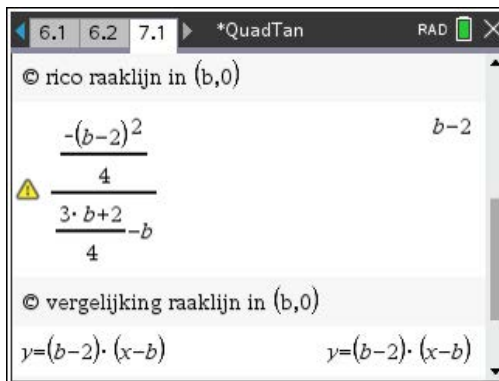 6.1 6.2 7.1 *QuadTan RAD
© rico raaklijn in (b,0)
-(b-2)²
4
3·b+2
4
-b
b-2
© vergelijking raaklijn in (b,0)
y=(b-2)·(x-b) y=(b-2)·(x-b)